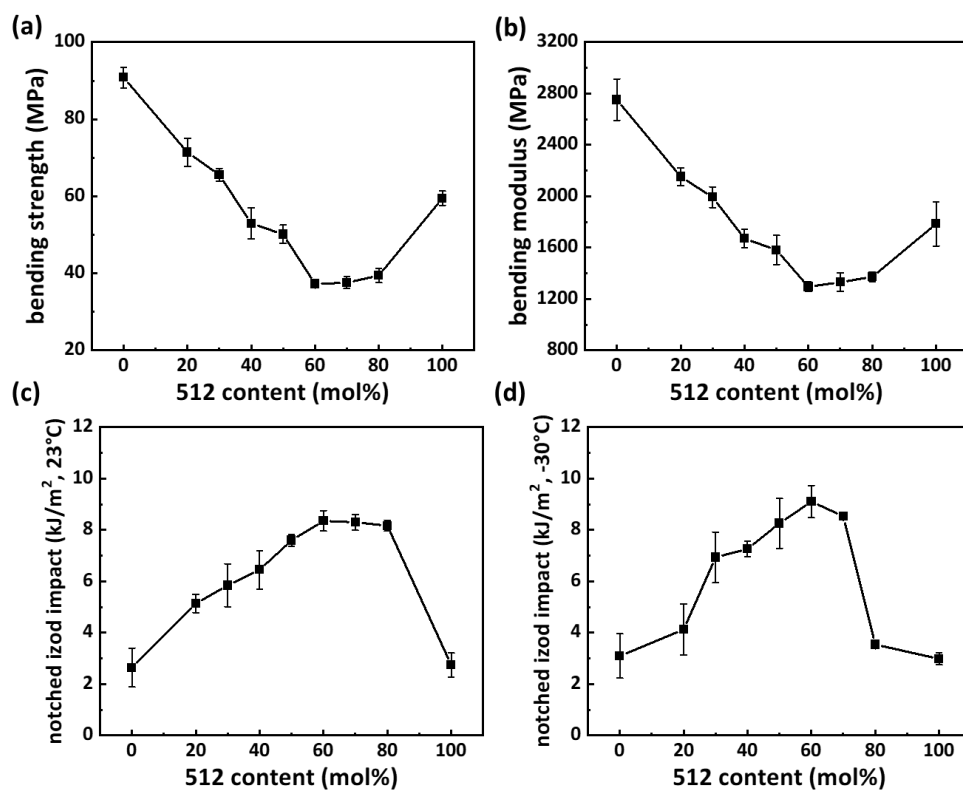 (a)
bending strength (MPa)
100
80
60
40
20
0 20 40 60 80 100
512 content (mol%)
(b)
bending modulus (MPa)
3200
2800
2400
2000
1600
1200
800
0 20 40 60 80 100
512 content (mol%)
(c)
notched izod impact (kJ/m², 23°C)
12
10
8
6
4
2
0
0 20 40 60 80 100
512 content (mol%)
(d)
notched izod impact (kJ/m², -30°C)
12
10
8
6
4
2
0
0 20 40 60 80 100
512 content (mol%)